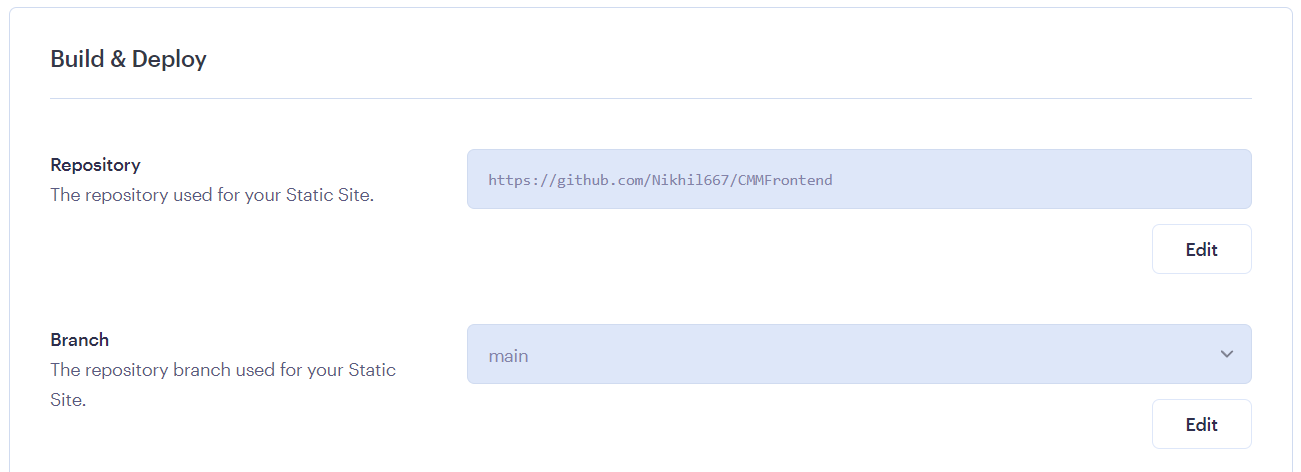 Build & Deploy
Repository
The repository used for your Static Site.
https://github.com/Nikhil667/CMMFrontend
Edit
Branch
The repository branch used for your Static
Site.
main
Edit